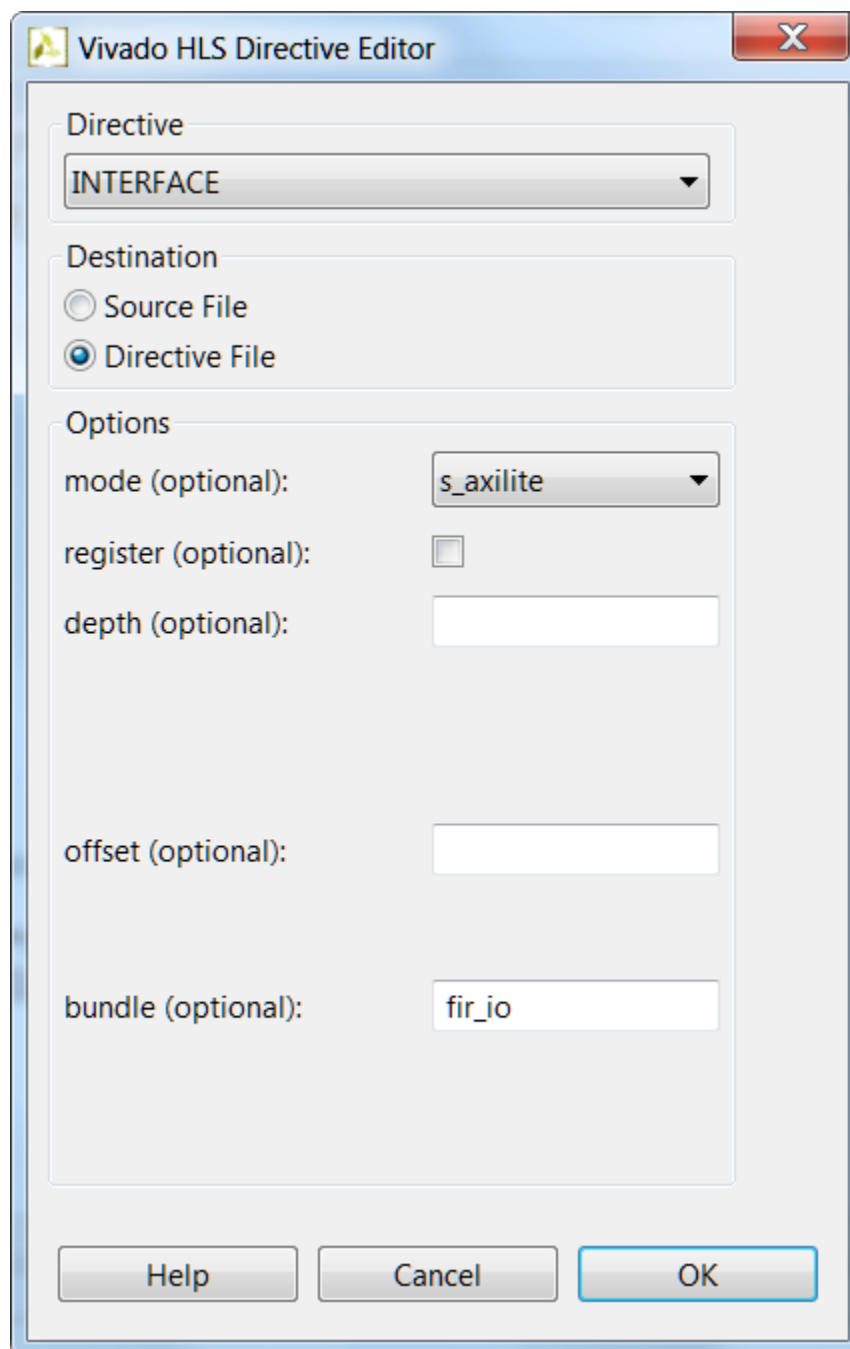 Vivado HLS Directive Editor
Directive
INTERFACE
Destination
Source File
Directive File
Options
mode (optional): s_axilite
register (optional):
depth (optional):
offset (optional):
bundle (optional): fir_io
Help Cancel OK